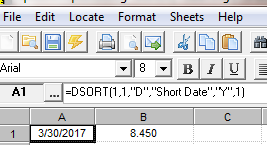 File Edit Locate Format Tools Help
Arial 8 B I U
A1 ... =DSORT(1,1,"D","Short Date","Y",1)
A B C
1 3/30/2017 8.450